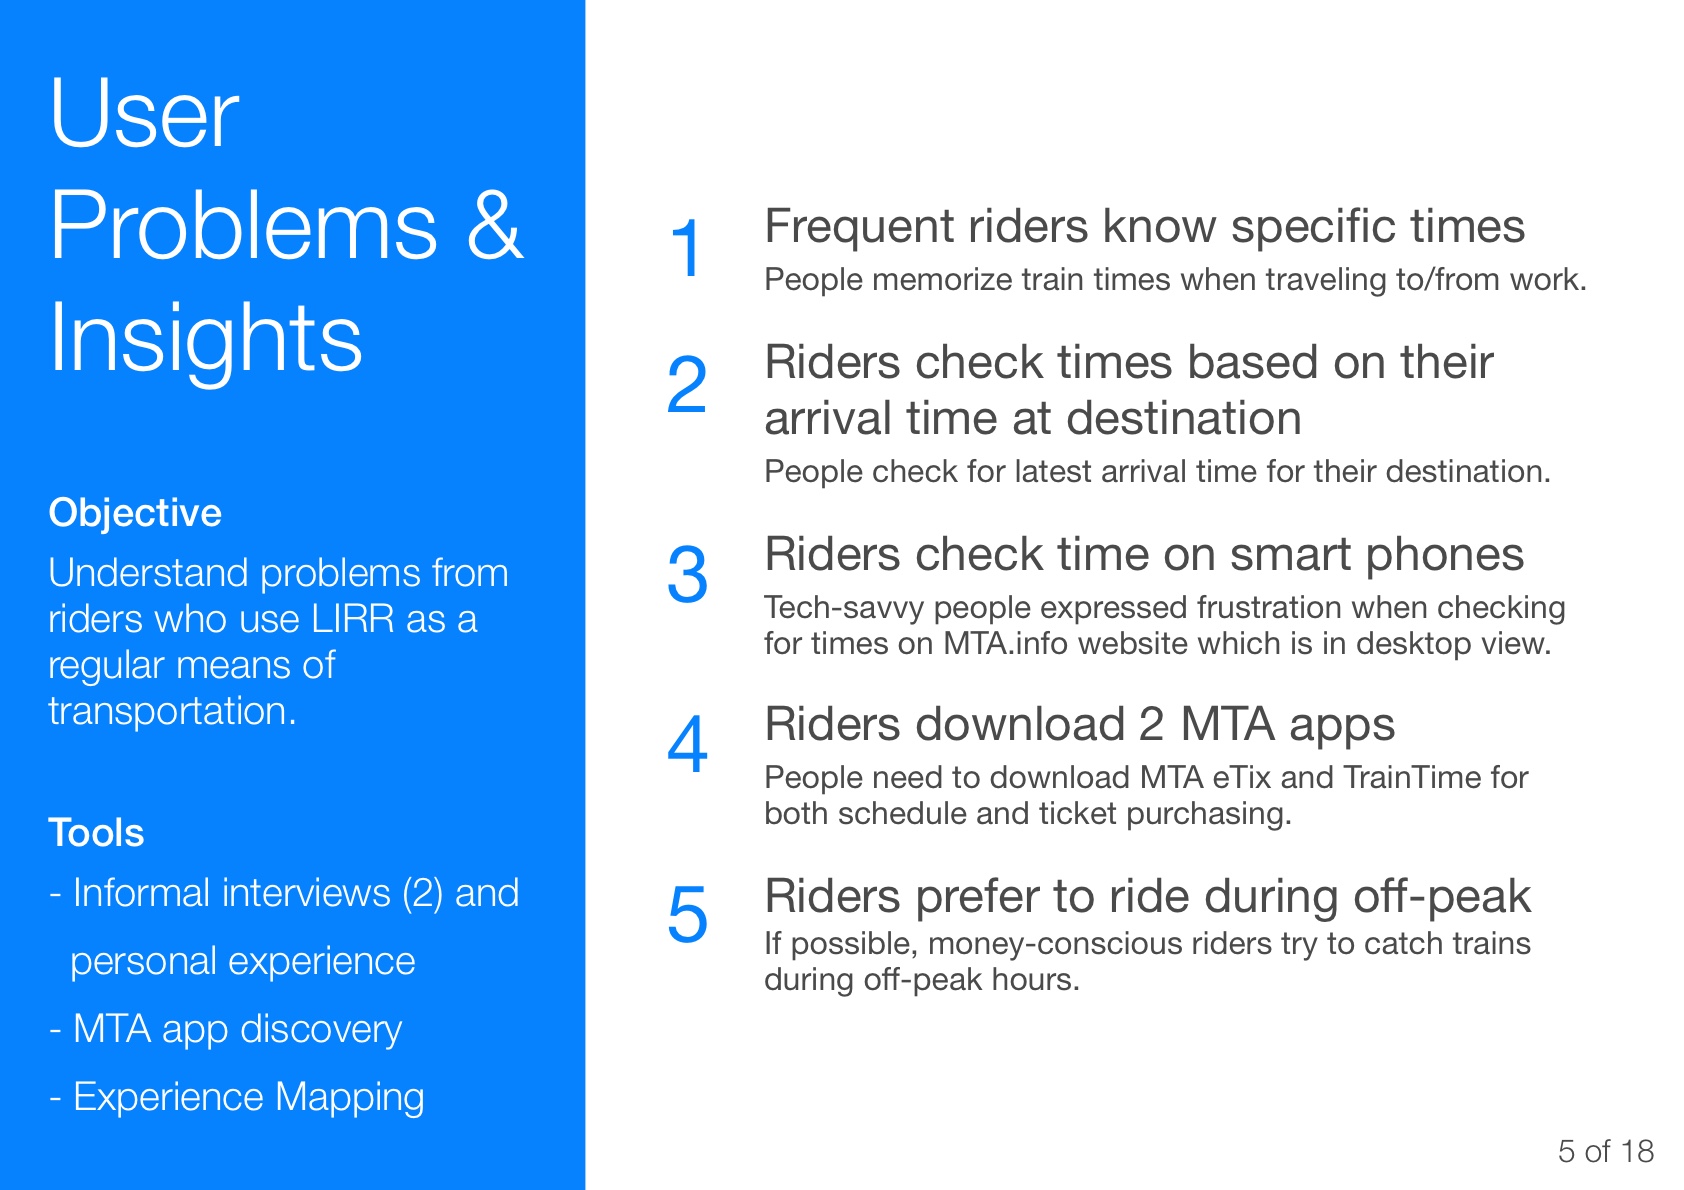 User
Problems &
Insights
Objective
Understand problems from
riders who use LIRR as a
regular means of
transportation.
Tools
- Informal interviews (2) and
personal experience
- MTA app discovery
- Experience Mapping
1
Frequent riders know specific times
People memorize train times when traveling to/from work.
2
Riders check times based on their
arrival time at destination
People check for latest arrival time for their destination.
3
Riders check time on smart phones
Tech-savvy people expressed frustration when checking
for times on MTA.info website which is in desktop view.
4
Riders download 2 MTA apps
People need to download MTA eTix and TrainTime for
both schedule and ticket purchasing.
5
Riders prefer to ride during off-peak
If possible, money-conscious riders try to catch trains
during off-peak hours.
5 of 18